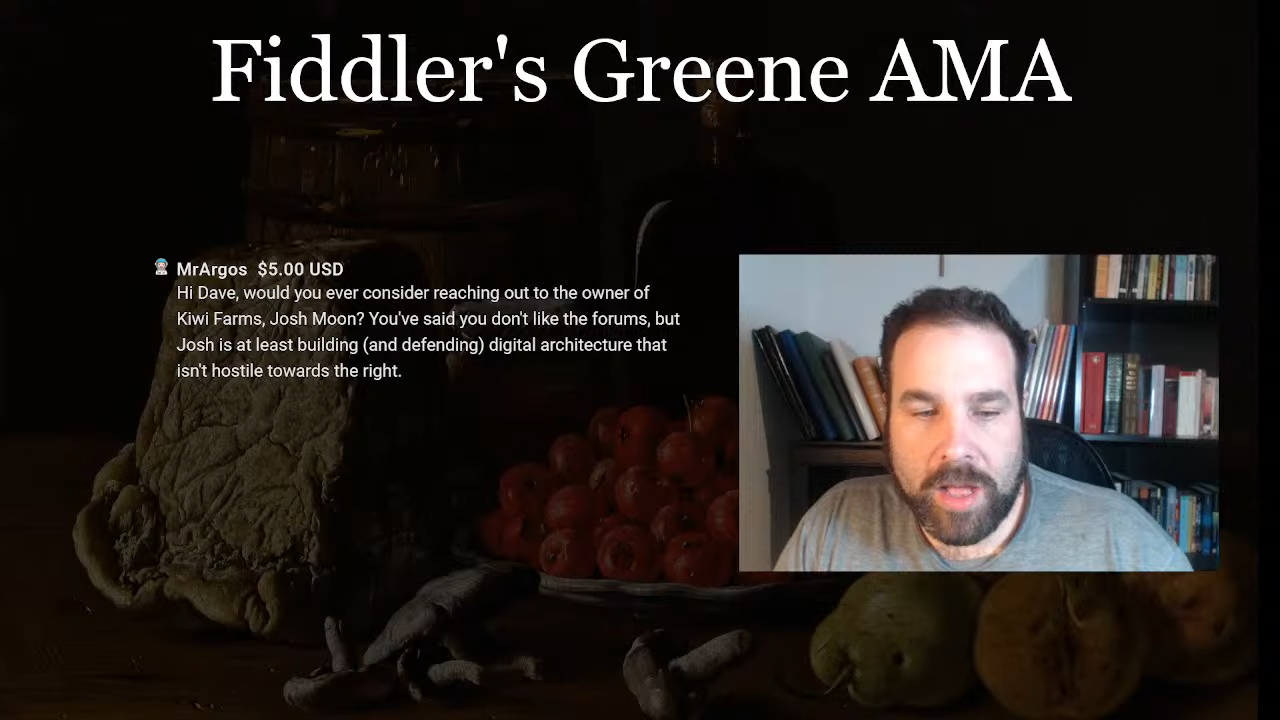 Fiddler's Greene AMA
MrArgos $5.00 USD
Hi Dave, would you ever consider reaching out to the owner of
Kiwi Farms, Josh Moon? You've said you don't like the forums, but
Josh is at least building (and defending) digital architecture that
isn't hostile towards the right.